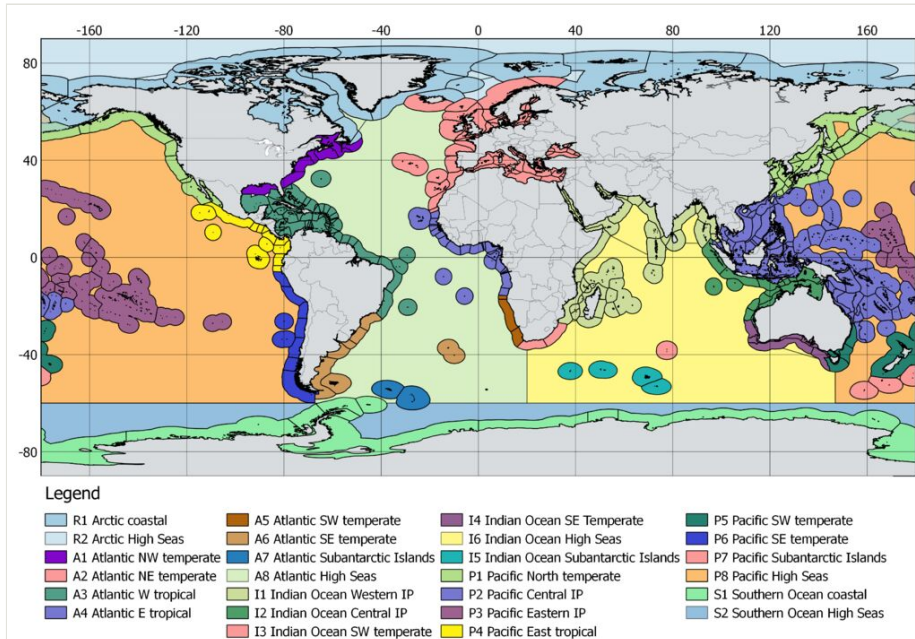 -160 -120 -80 -40 0 40 80 120 160
80
40
0
-40
-80
Legend
R1 Arctic coastal
R2 Arctic High Seas
A1 Atlantic NW temperate
A2 Atlantic NE temperate
A3 Atlantic W tropical
A4 Atlantic E tropical
A5 Atlantic SW temperate
A6 Atlantic SE temperate
A7 Atlantic Subantarctic Islands
A8 Atlantic High Seas
I1 Indian Ocean Western IP
I2 Indian Ocean Central IP
I3 Indian Ocean SW temperate
I4 Indian Ocean SE Temperate
I6 Indian Ocean High Seas
I5 Indian Ocean Subantarctic Islands
P1 Pacific North temperate
P2 Pacific Central IP
P3 Pacific Eastern IP
P4 Pacific East tropical
P5 Pacific SW temperate
P6 Pacific SE temperate
P7 Pacific Subantarctic Islands
P8 Pacific High Seas
S1 Southern Ocean coastal
S2 Southern Ocean High Seas